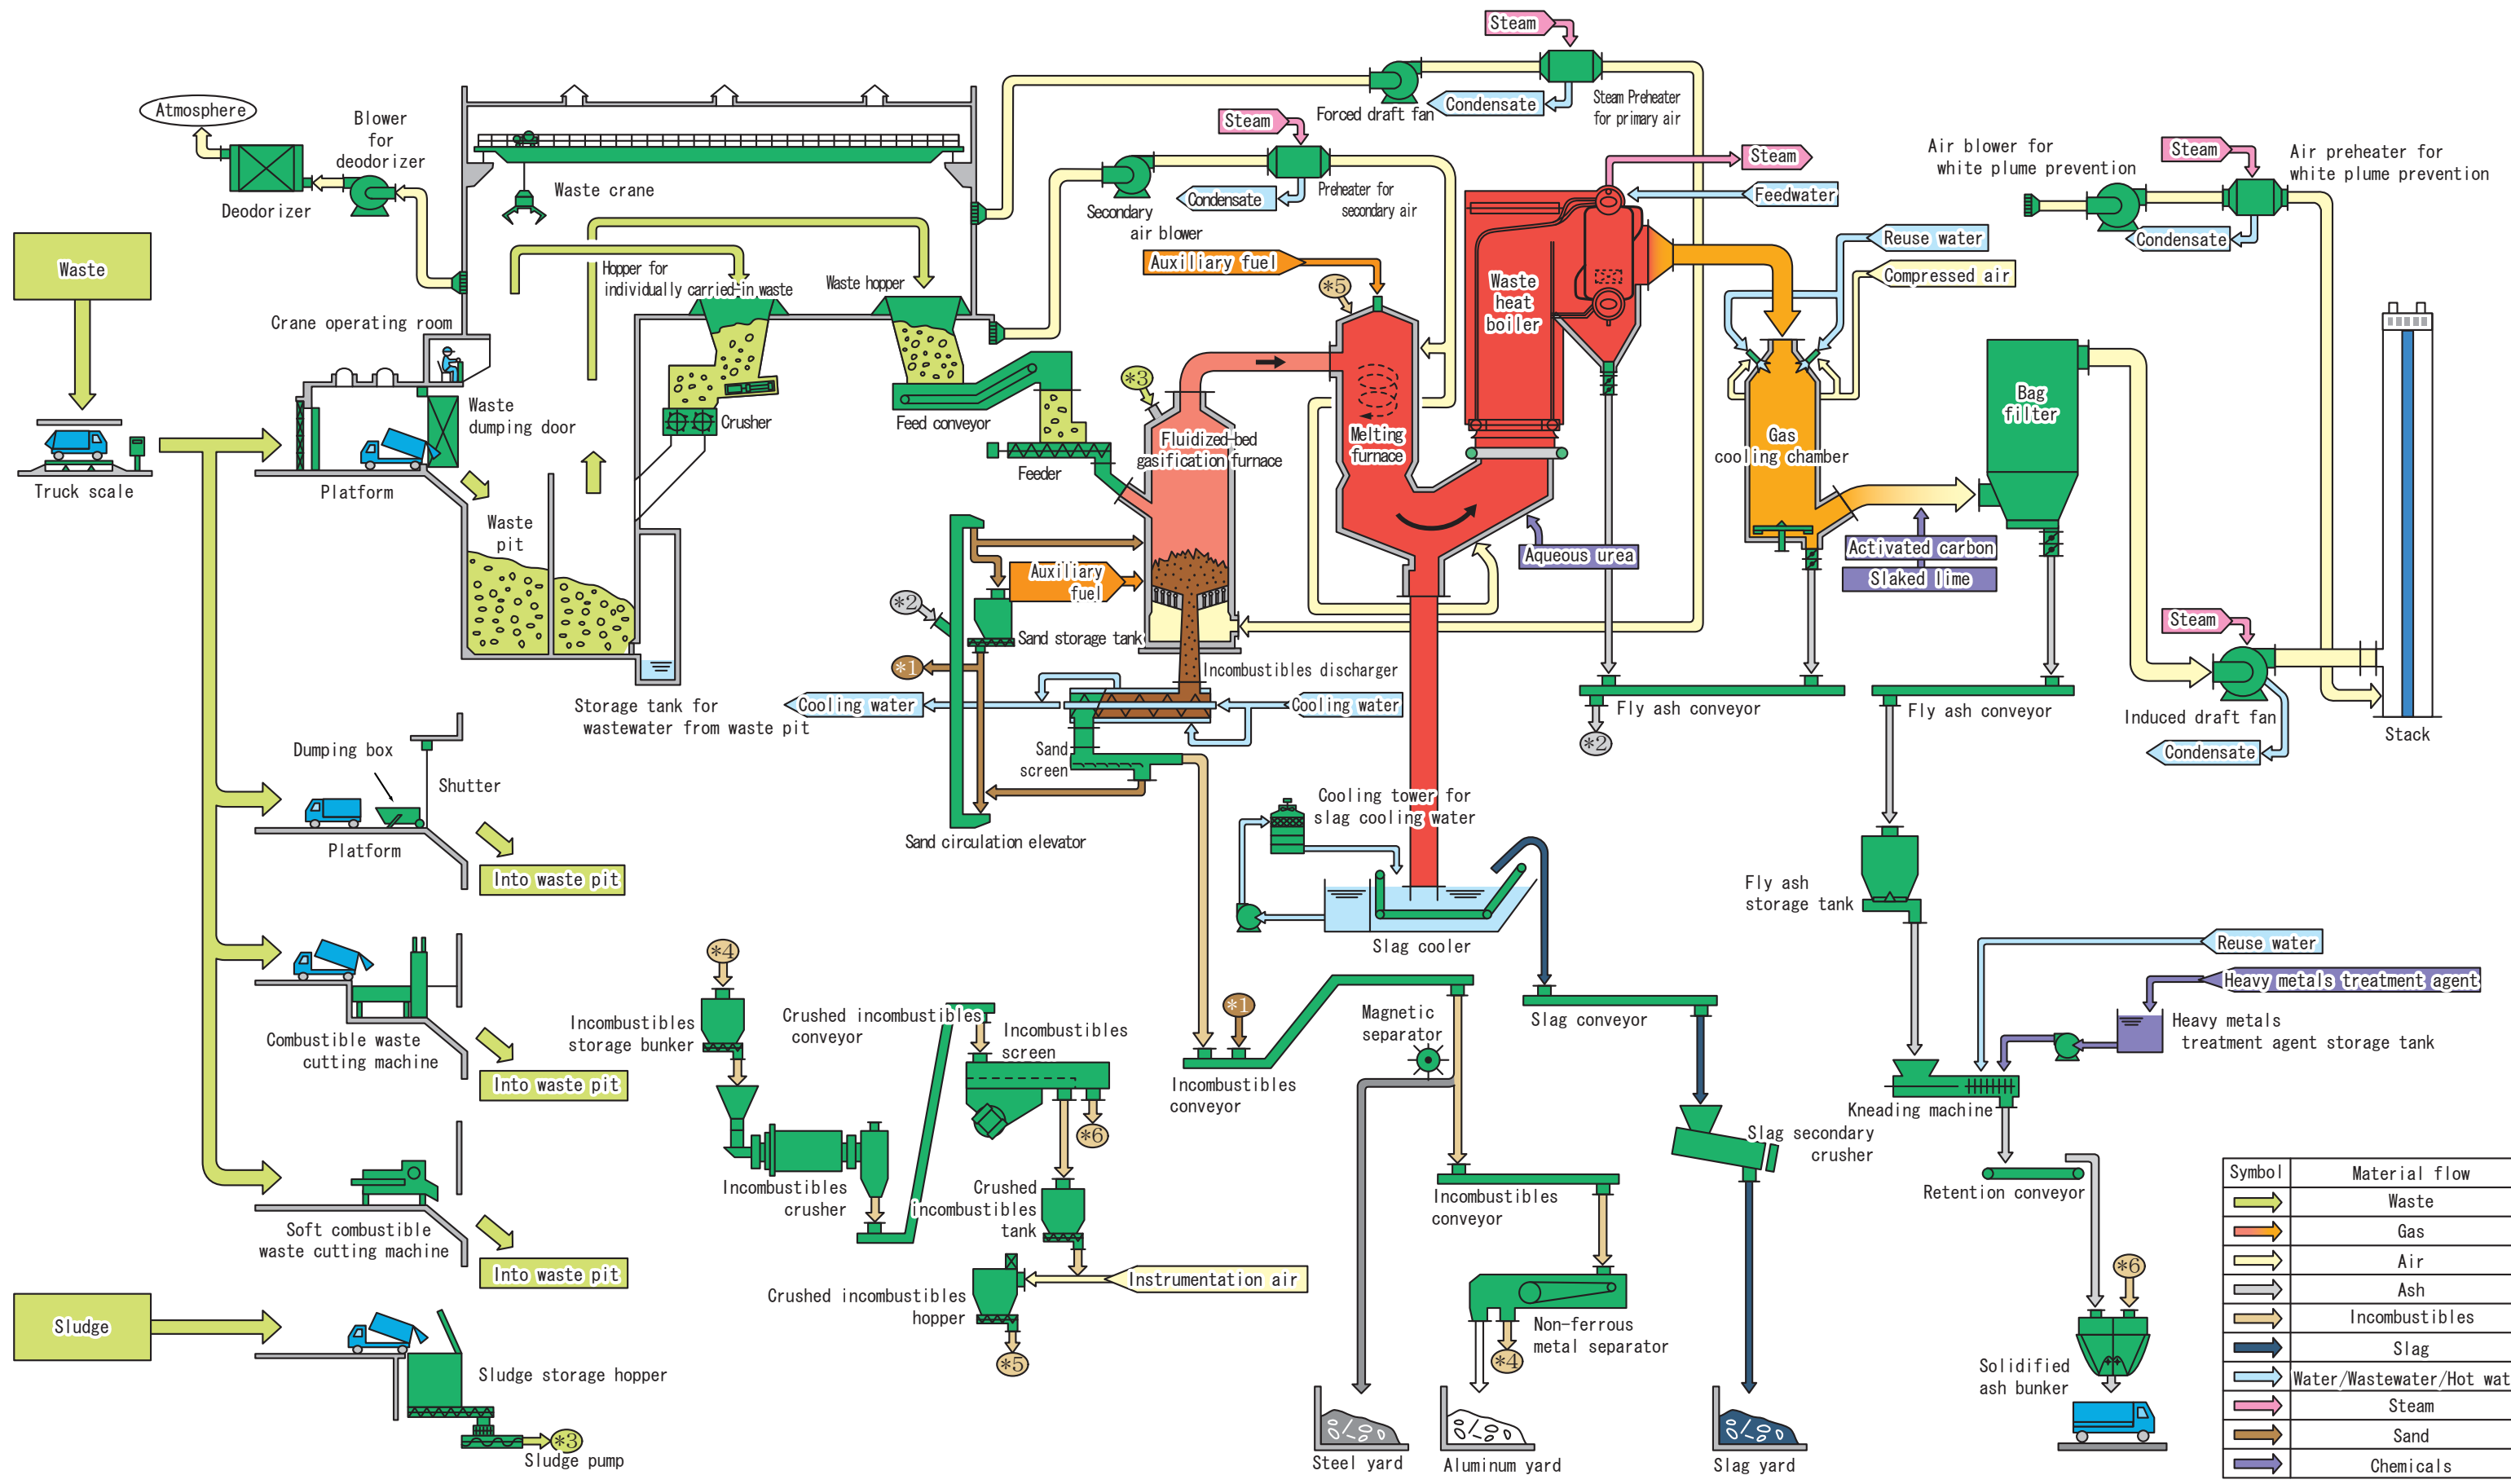 Steam
Forced draft fan
Condensate
Steam Preheater
for primary air
Atmosphere
Blower
for
deodorizer
Deodorizer
Waste crane
Steam
Condensate
Preheater for
secondary air
Secondary
air blower
Steam
Feedwater
Air blower for
white plume prevention
Steam
Air preheater for
white plume prevention
Condensate
Reuse water
Compressed air
Waste
Hopper for
individually carried-in waste
Waste hopper
Auxiliary fuel
*5
Waste
heat
boiler
Crane operating room
Waste
dumping door
Crusher
Feed conveyor
*3
Feeder
Fluidized-bed
gasification furnace
Melting
furnace
Gas
cooling chamber
Bag
filter
Truck scale
Platform
Waste
pit
Auxiliary
fuel
Aqueous urea
Activated carbon
Slaked lime
*2
Sand storage tank
*1
Incombustibles discharger
Cooling water
Cooling water
Storage tank for
wastewater from waste pit
Fly ash conveyor
*2
Fly ash conveyor
Steam
Induced draft fan
Condensate
Stack
Dumping box
Shutter
Platform
Into waste pit
Sand
screen
Sand circulation elevator
Cooling tower for
slag cooling water
Slag cooler
Fly ash
storage tank
Reuse water
Heavy metals treatment agent
Heavy metals
treatment agent storage tank
Kneading machine
Retention conveyor
Combustible waste
cutting machine
Into waste pit
*4
Incombustibles
storage bunker
Crushed incombustibles
conveyor
Incombustibles
screen
*6
*1
Incombustibles
conveyor
Magnetic
separator
Slag conveyor
Slag secondary
crusher
Incombustibles
crusher
Crushed
incombustibles
tank
Incombustibles
conveyor
Soft combustible
waste cutting machine
Into waste pit
Instrumentation air
Crushed incombustibles
hopper
*5
Non-ferrous
metal separator
*4
*6
Solidified
ash bunker
Sludge
Sludge storage hopper
*3
Sludge pump
Steel yard
Aluminum yard
Slag yard
Symbol Material flow
Waste
Gas
Air
Ash
Incombustibles
Slag
Water/Wastewater/Hot wat
Steam
Sand
Chemicals